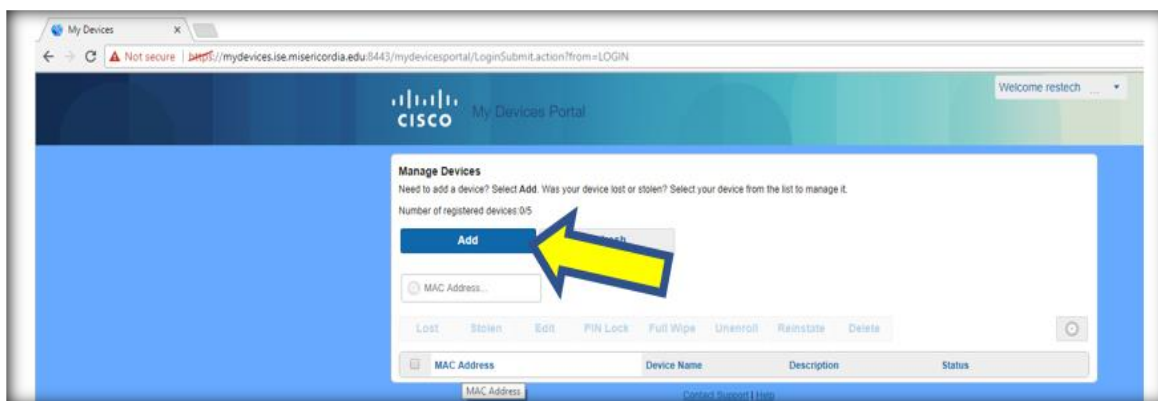 My Devices
Not secure | https://mydevices.ise.misericordia.edu:8443/mydevicesportal/LoginSubmit.action?from=LOGIN
Welcome restech ...
CISCO My Devices Portal
Manage Devices
Need to add a device? Select Add. Was your device lost or stolen? Select your device from the list to manage it.
Number of registered devices:0/5
Add
MAC Address...
Lost Stolen Edit PIN Lock Full Wipe Unenroll Reinstate Delete
MAC Address Device Name Description Status
MAC Address
Contact Support | Help